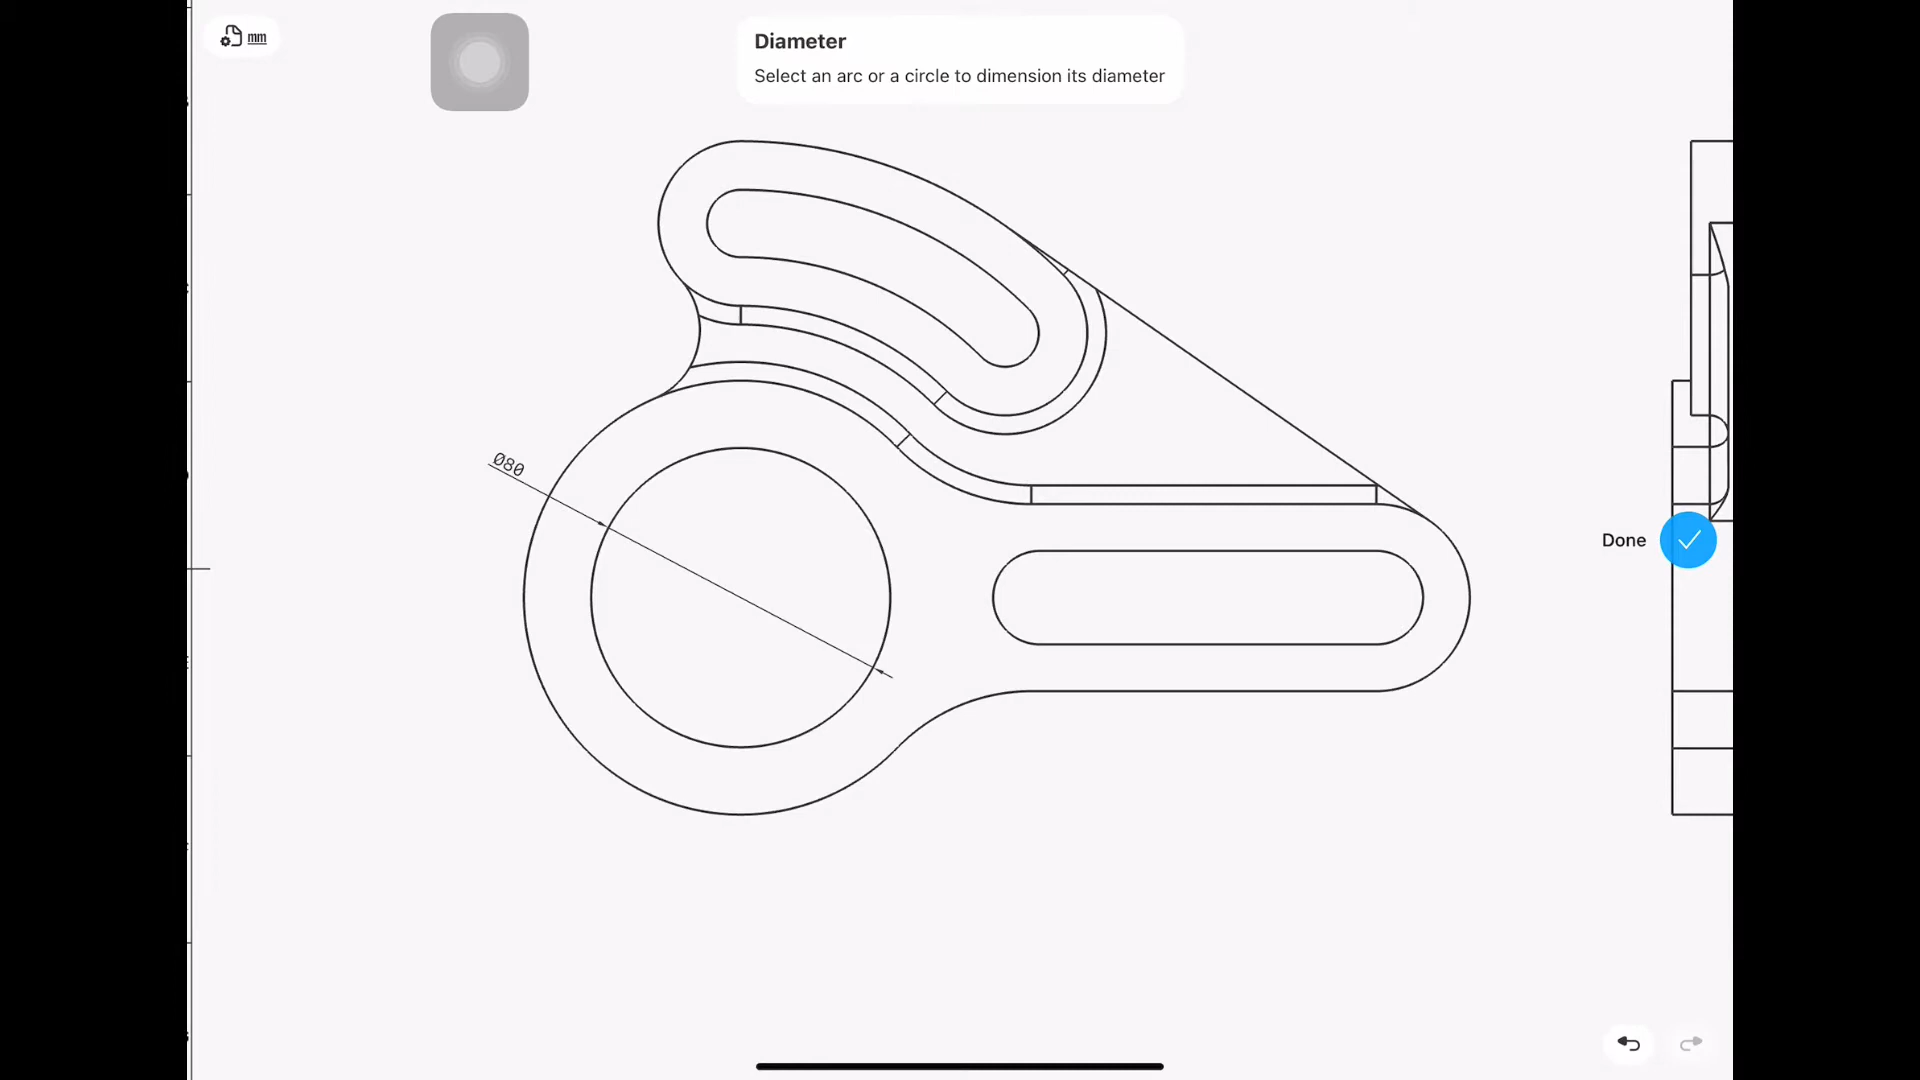 mm
Diameter
Select an arc or a circle to dimension its diameter
Ø80
Done